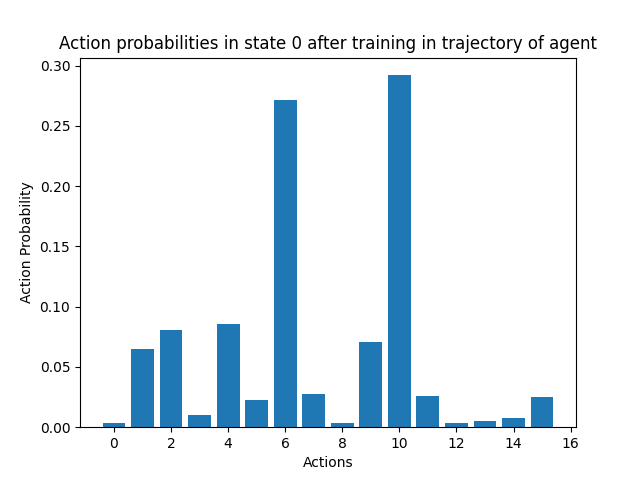 Action probabilities in state 0 after training in trajectory of agent
0.30
0.25
0.20
0.15
0.10
0.05
0.00
Action Probability
0 2 4 6 8 10 12 14 16
Actions